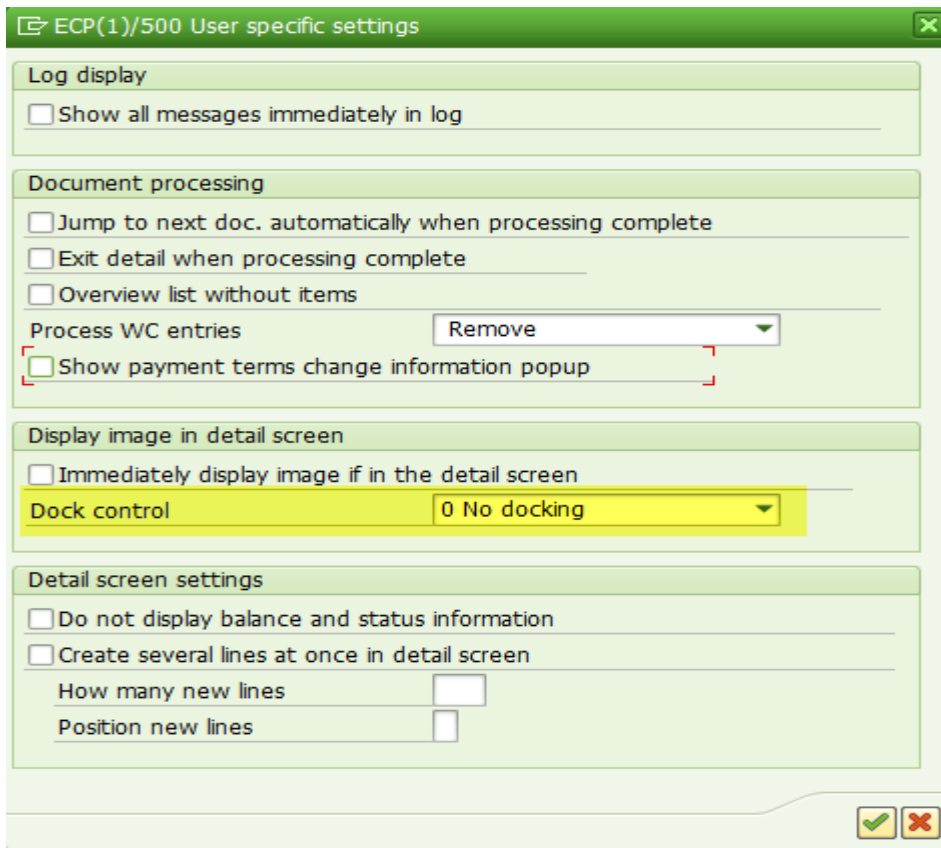 ECP(1)/500 User specific settings
Log display
Show all messages immediately in log
Document processing
Jump to next doc. automatically when processing complete
Exit detail when processing complete
Overview list without items
Process WC entries Remove
Show payment terms change information popup
Display image in detail screen
Immediately display image if in the detail screen
Dock control 0 No docking
Detail screen settings
Do not display balance and status information
Create several lines at once in detail screen
How many new lines
Position new lines